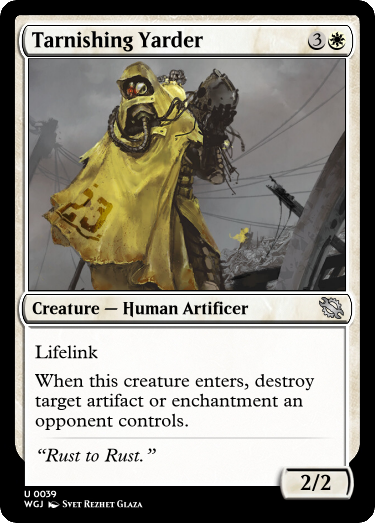 Tarnishing Yarder 3
23
Creature — Human Artificer
Lifelink
When this creature enters, destroy
target artifact or enchantment an
opponent controls.
“Rust to Rust.”
2/2
U 0039
WGJ Svet Rezhet Glaza